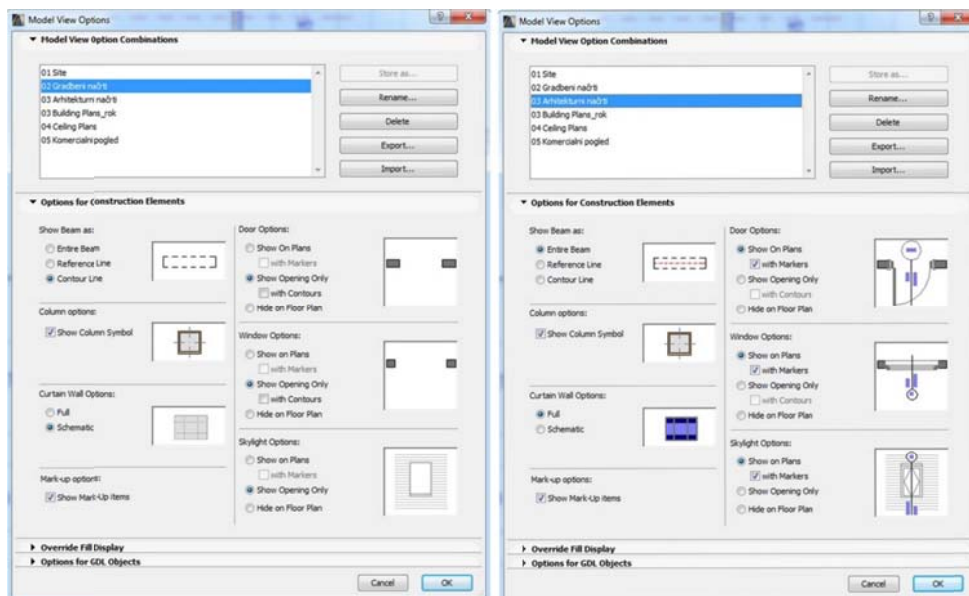 Model View Options
Model View Option Combinations
01 Site
02 Gradbeni načrti
03 Arhitekturni načrti
03 Building Plans_rok
04 Ceiling Plans
05 Komercialni pogled
Store as...
Rename...
Delete
Export...
Import...
Options for Construction Elements
Show Beam as:
Entire Beam
Reference Line
Contour Line
Column options:
Show Column Symbol
Curtain Wall Options:
Full
Schematic
Mark-up options:
Show Mark-Up items
Door Options:
Show On Plans
with Markers
Show Opening Only
with Contours
Hide on Floor Plan
Window Options:
Show on Plans
with Markers
Show Opening Only
with Contours
Hide on Floor Plan
Skylight Options:
Show on Plans
with Markers
Show Opening Only
Hide on Floor Plan
Override Fill Display
Options for GDL Objects
Cancel
OK
Model View Options
Model View Option Combinations
01 Site
02 Gradbeni načrti
03 Arhitekturni načrti
03 Building Plans_rok
04 Ceiling Plans
05 Komercialni pogled
Store as...
Rename...
Delete
Export...
Import...
Options for Construction Elements
Show Beam as:
Entire Beam
Reference Line
Contour Line
Column options:
Show Column Symbol
Curtain Wall Options:
Full
Schematic
Mark-up options:
Show Mark-Up items
Door Options:
Show On Plans
with Markers
Show Opening Only
with Contours
Hide on Floor Plan
Window Options:
Show on Plans
with Markers
Show Opening Only
with Contours
Hide on Floor Plan
Skylight Options:
Show on Plans
with Markers
Show Opening Only
Hide on Floor Plan
Override Fill Display
Options for GDL Objects
Cancel
OK